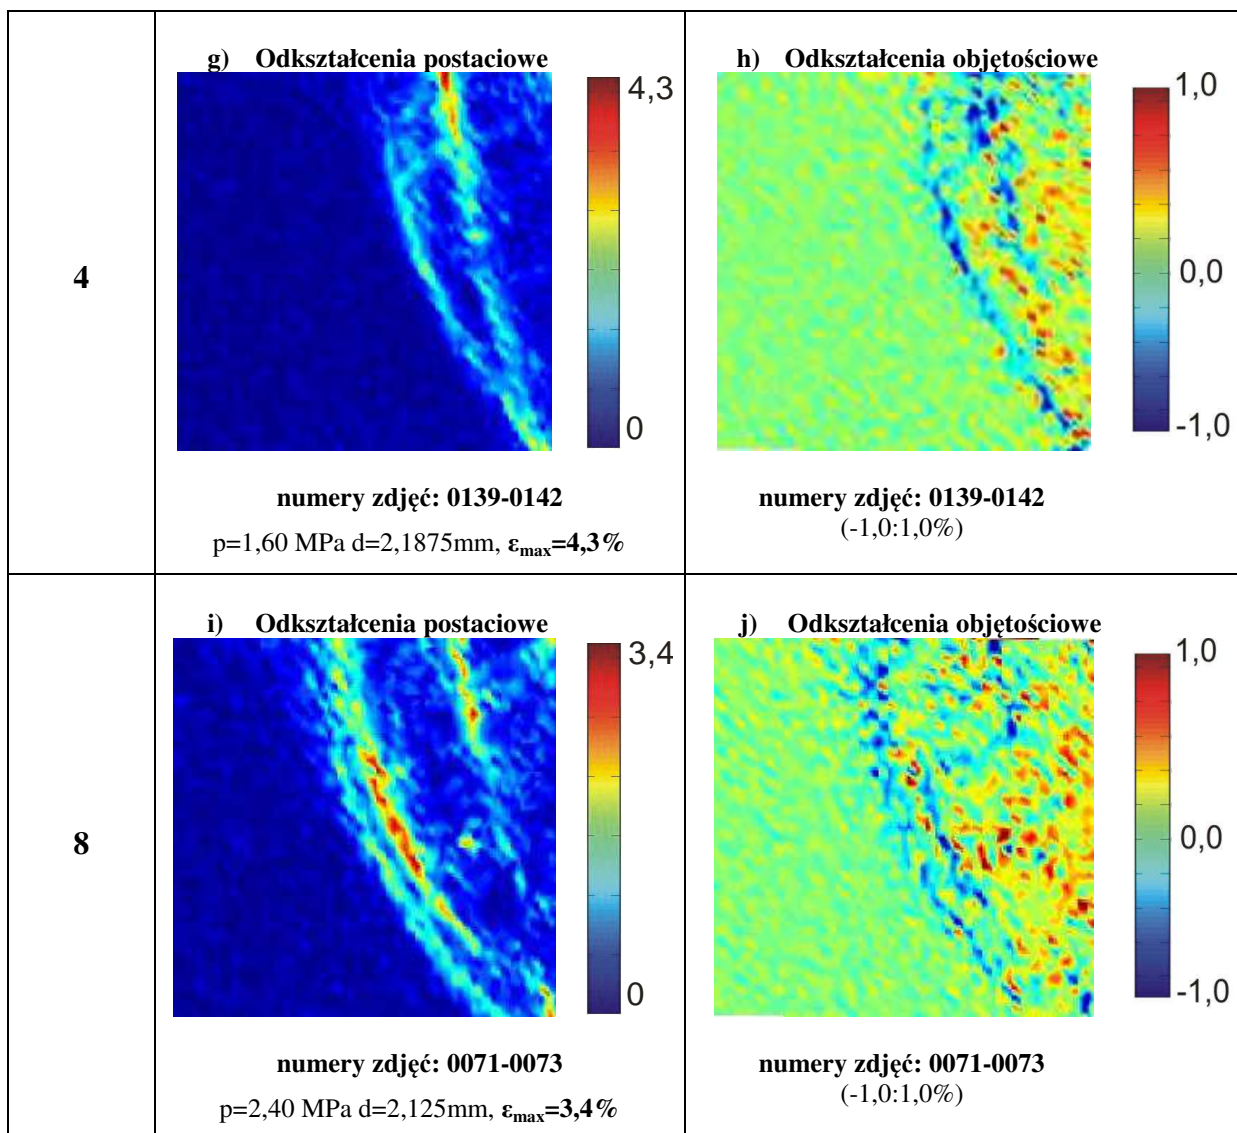 4
g) Odkształcenia postaciowe
4,3
0
numery zdjęć: 0139-0142
p=1,60 MPa d=2,1875mm, εmax=4,3%
h) Odkształcenia objętościowe
1,0
0,0
-1,0
numery zdjęć: 0139-0142
(-1,0:1,0%)
8
i) Odkształcenia postaciowe
3,4
0
numery zdjęć: 0071-0073
p=2,40 MPa d=2,125mm, εmax=3,4%
j) Odkształcenia objętościowe
1,0
0,0
-1,0
numery zdjęć: 0071-0073
(-1,0:1,0%)